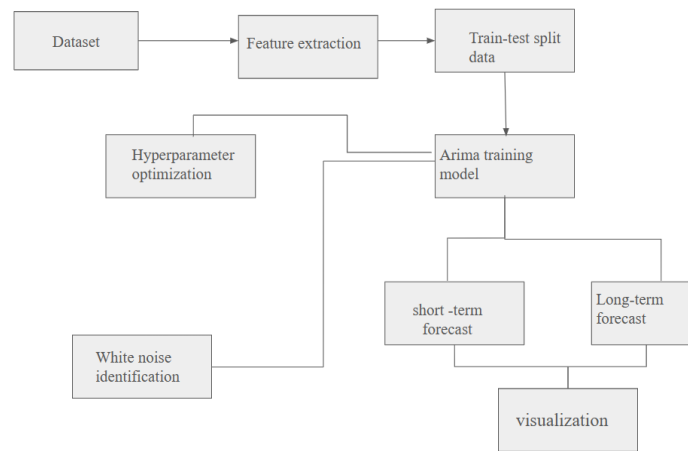 Dataset
Feature extraction
Train-test split
data
Hyperparameter
optimization
Arima training
model
short -term
forecast
Long-term
forecast
White noise
identification
visualization